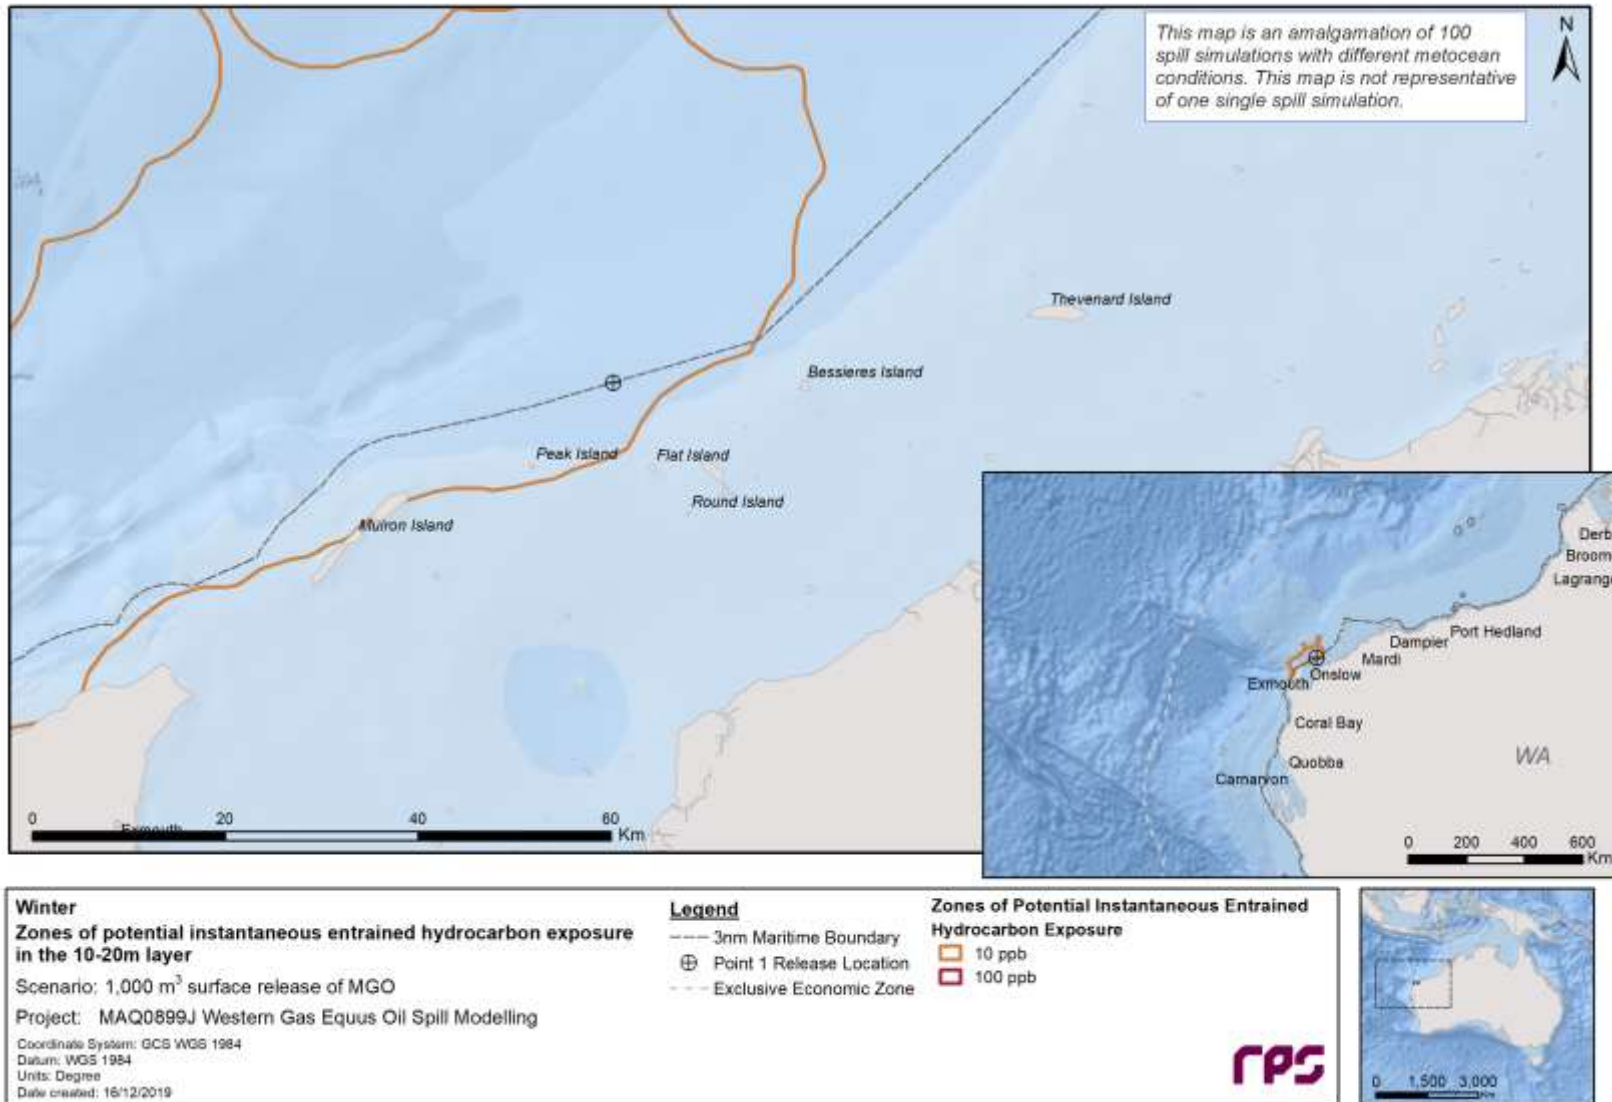 This map is an amalgamation of 100
spill simulations with different metocean
conditions. This map is not representative
of one single spill simulation.
N
Thevenard Island
Bessieres Island
Peak Island
Flat Island
Round Island
Muiron Island
Exmouth
0 20 40 60 Km
Derb
Broom
Lagrange
Port Hedland
Dampier
Mardi
Onslow
Exmouth
Coral Bay
WA
Quobba
Carnarvon
0 200 400 600
Km
Winter
Zones of potential instantaneous entrained hydrocarbon exposure
in the 10-20m layer
Scenario: 1,000 m³ surface release of MGO
Project: MAQ0899J Western Gas Equus Oil Spill Modelling
Coordinate System: GCS WGS 1984
Datum: WGS 1984
Units: Degree
Date created: 16/12/2019
Legend
3nm Maritime Boundary
Point 1 Release Location
Exclusive Economic Zone
Zones of Potential Instantaneous Entrained
Hydrocarbon Exposure
10 ppb
100 ppb
rps
0 1,500 3,000
Km